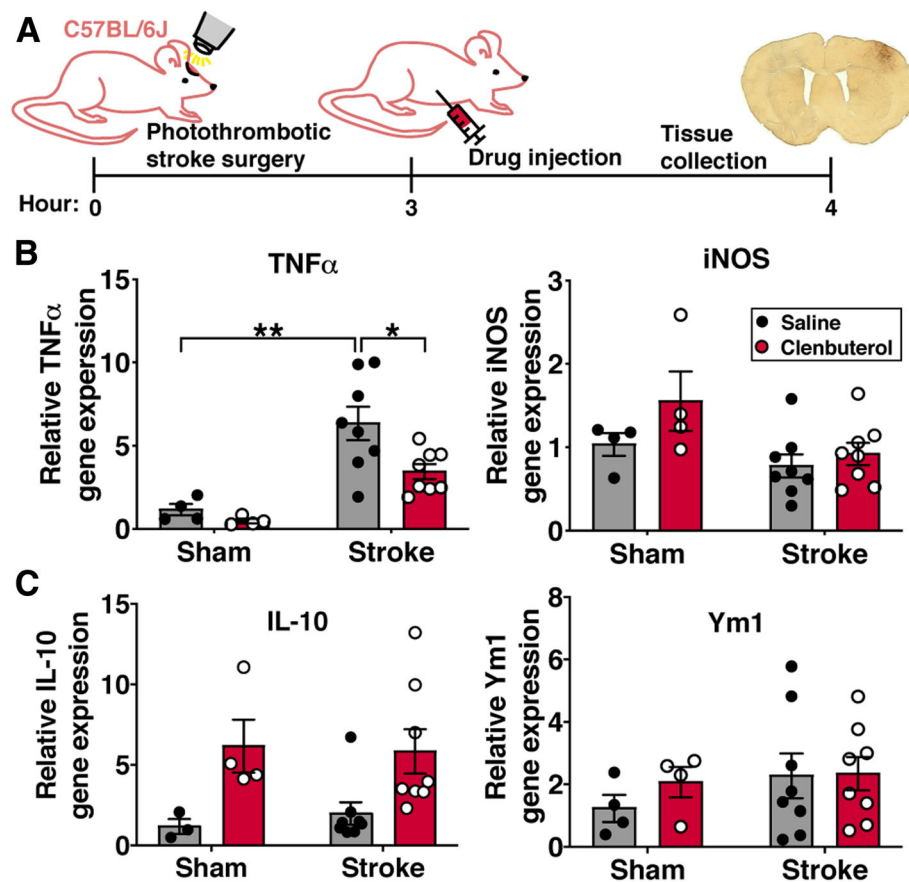 A
C57BL/6J
Photothrombotic
stroke surgery
Drug injection
Tissue
collection
Hour: 0 3 4
B
TNFα
Relative TNFα
gene experssion
15
10
5
0
**
*
Sham Stroke
iNOS
Relative iNOS
gene expression
3
2
1
0
Saline
Clenbuterol
Sham Stroke
C
IL-10
Relative IL-10
gene expression
15
10
5
0
Sham Stroke
Ym1
Relative Ym1
gene expression
8
6
4
2
0
Sham Stroke